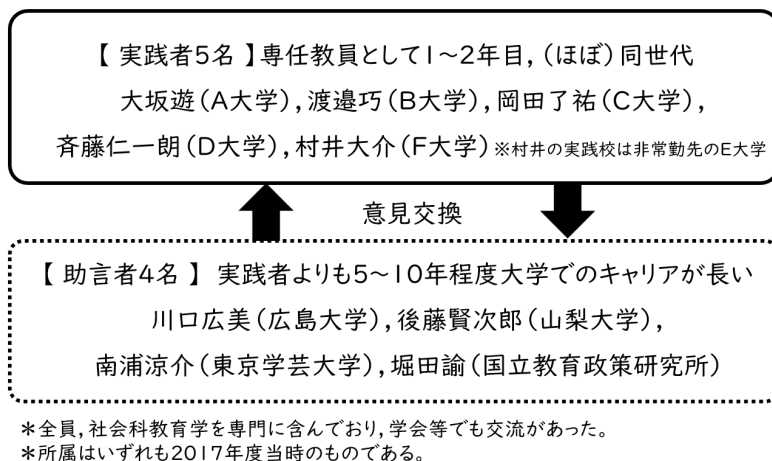 【 実践者5名 】専任教員として1~2年目,(ほぼ)同世代
大坂遊(A大学),渡邉巧(B大学),岡田了祐(C大学),
斉藤仁一朗(D大学),村井大介(F大学)※村井の実践校は非常勤先のE大学
意見交換
【 助言者4名 】 実践者よりも5~10年程度大学でのキャリアが長い
川口広美(広島大学),後藤賢次郎(山梨大学),
南浦涼介(東京学芸大学),堀田諭(国立教育政策研究所)
*全員,社会科教育学を専門に含んでおり,学会等でも交流があった。
*所属はいずれも2017年度当時のものである。